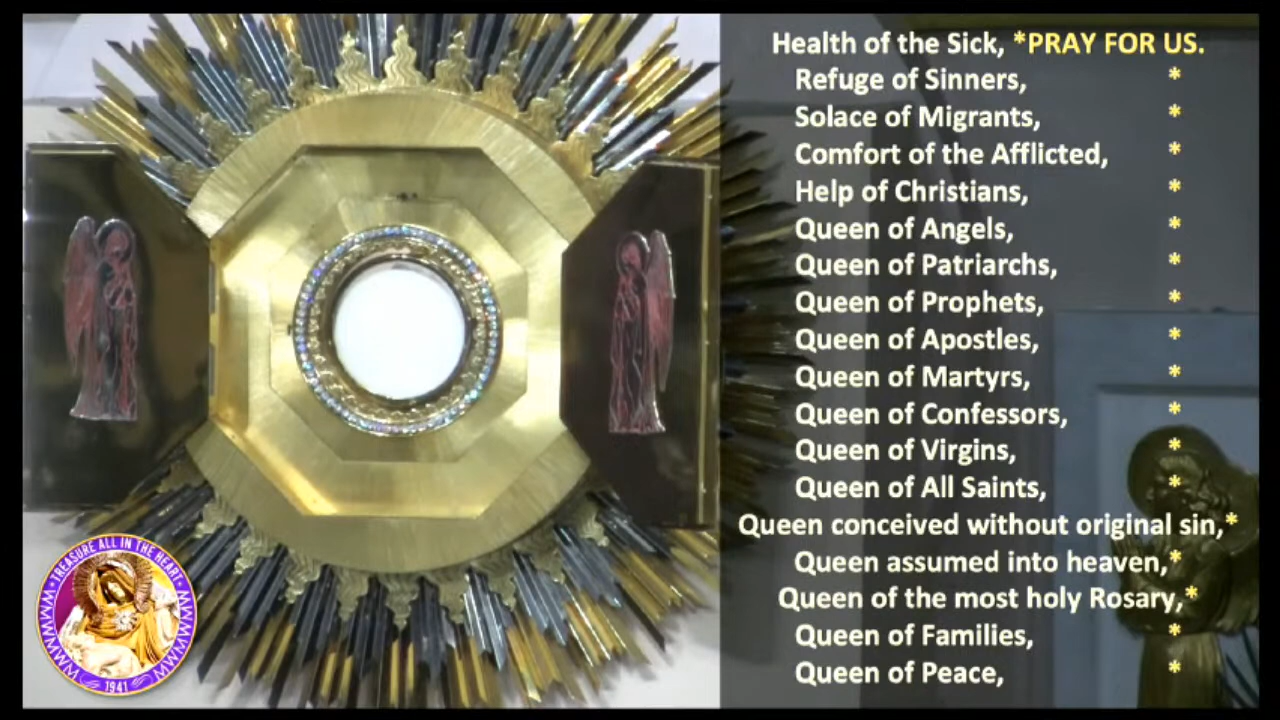 Health of the Sick, *PRAY FOR US.
Refuge of Sinners, *
Solace of Migrants, *
Comfort of the Afflicted, *
Help of Christians, *
Queen of Angels, *
Queen of Patriarchs, *
Queen of Prophets, *
Queen of Apostles, *
Queen of Martyrs, *
Queen of Confessors, *
Queen of Virgins, *
Queen of All Saints, *
Queen conceived without original sin,*
Queen assumed into heaven,*
Queen of the most holy Rosary,*
Queen of Families, *
Queen of Peace, *
TREASURE ALL IN THE HEART
1941